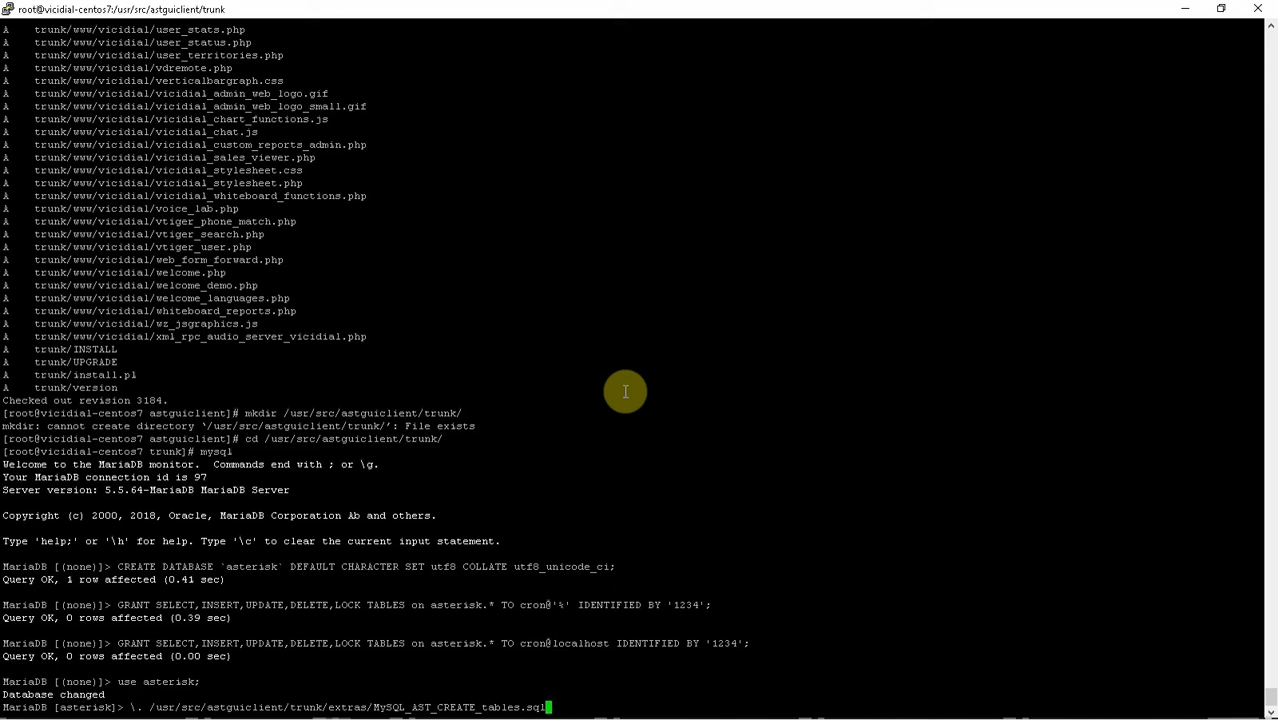 root@vicidial-centos7:/usr/src/astguiclient/trunk
A    trunk/www/vicidial/user_stats.php
A    trunk/www/vicidial/user_status.php
A    trunk/www/vicidial/user_territories.php
A    trunk/www/vicidial/vdremote.php
A    trunk/www/vicidial/verticalbargraph.css
A    trunk/www/vicidial/vicidial_admin_web_logo.gif
A    trunk/www/vicidial/vicidial_admin_web_logo_small.gif
A    trunk/www/vicidial/vicidial_chart_functions.js
A    trunk/www/vicidial/vicidial_chat.js
A    trunk/www/vicidial/vicidial_custom_reports_admin.php
A    trunk/www/vicidial/vicidial_sales_viewer.php
A    trunk/www/vicidial/vicidial_stylesheet.css
A    trunk/www/vicidial/vicidial_stylesheet.php
A    trunk/www/vicidial/vicidial_whiteboard_functions.php
A    trunk/www/vicidial/voice_lab.php
A    trunk/www/vicidial/vtiger_phone_match.php
A    trunk/www/vicidial/vtiger_search.php
A    trunk/www/vicidial/vtiger_user.php
A    trunk/www/vicidial/web_form_forward.php
A    trunk/www/vicidial/welcome.php
A    trunk/www/vicidial/welcome_demo.php
A    trunk/www/vicidial/welcome_languages.php
A    trunk/www/vicidial/whiteboard_reports.php
A    trunk/www/vicidial/wz_jsgraphics.js
A    trunk/www/vicidial/xml_rpc_audio_server_vicidial.php
A    trunk/INSTALL
A    trunk/UPGRADE
A    trunk/install.pl
A    trunk/version
Checked out revision 3184.
[root@vicidial-centos7 astguiclient]# mkdir /usr/src/astguiclient/trunk/
mkdir: cannot create directory ‘/usr/src/astguiclient/trunk/’: File exists
[root@vicidial-centos7 astguiclient]# cd /usr/src/astguiclient/trunk/
[root@vicidial-centos7 trunk]# mysql
Welcome to the MariaDB monitor.  Commands end with ; or \g.
Your MariaDB connection id is 97
Server version: 5.5.64-MariaDB MariaDB Server
Copyright (c) 2000, 2018, Oracle, MariaDB Corporation Ab and others.
Type 'help;' or '\h' for help. Type '\c' to clear the current input statement.
MariaDB [(none)]> CREATE DATABASE `asterisk` DEFAULT CHARACTER SET utf8 COLLATE utf8_unicode_ci;
Query OK, 1 row affected (0.41 sec)
MariaDB [(none)]> GRANT SELECT,INSERT,UPDATE,DELETE,LOCK TABLES on asterisk.* TO cron@'%' IDENTIFIED BY '1234';
Query OK, 0 rows affected (0.39 sec)
MariaDB [(none)]> GRANT SELECT,INSERT,UPDATE,DELETE,LOCK TABLES on asterisk.* TO cron@localhost IDENTIFIED BY '1234';
Query OK, 0 rows affected (0.00 sec)
MariaDB [(none)]> use asterisk;
Database changed
MariaDB [asterisk]> \. /usr/src/astguiclient/trunk/extras/MySQL_AST_CREATE_tables.sql